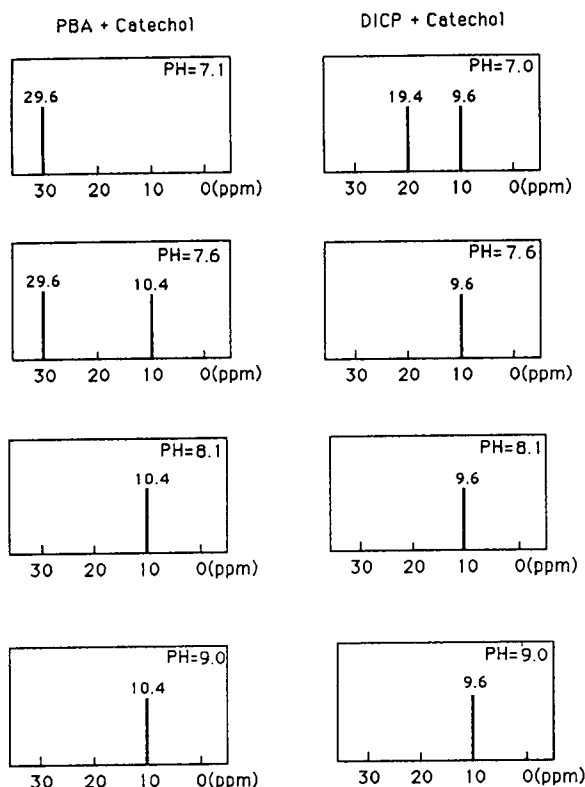 PBA + Catechol
DICP + Catechol
PH=7.1
29.6
30 20 10 0(ppm)
PH=7.0
19.4 9.6
30 20 10 0(ppm)
PH=7.6
29.6 10.4
30 20 10 0(ppm)
PH=7.6
9.6
30 20 10 0(ppm)
PH=8.1
10.4
30 20 10 0(ppm)
PH=8.1
9.6
30 20 10 0(ppm)
PH=9.0
10.4
30 20 10 0(ppm)
PH=9.0
9.6
30 20 10 0(ppm)